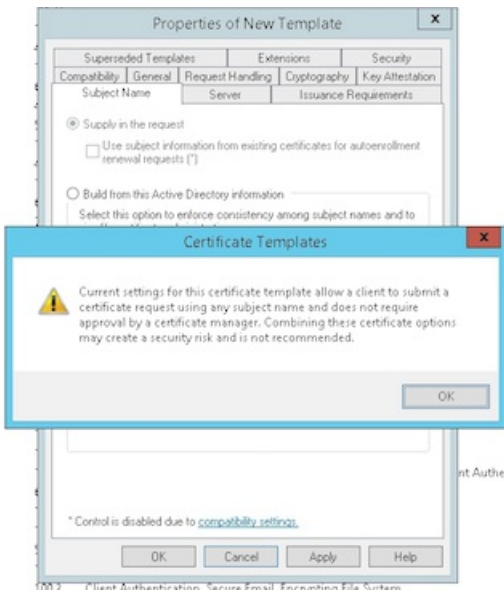 Properties of New Template
x
Superseded Templates Extensions Security
Compatibility General Request Handling Cryptography Key Attestation
Subject Name Server Issuance Requirements
Supply in the request
Use subject information from existing certificates for autoenrollment
renewal requests (*)
Build from this Active Directory information
Select this option to enforce consistency among subject names and to
Certificate Templates
x
Current settings for this certificate template allow a client to submit a
certificate request using any subject name and does not require
approval by a certificate manager. Combining these certificate options
may create a security risk and is not recommended.
OK
nt Authe
* Control is disabled due to compatibility settings.
OK Cancel Apply Help
Client Authentication, Secure Email, Encrypting File System